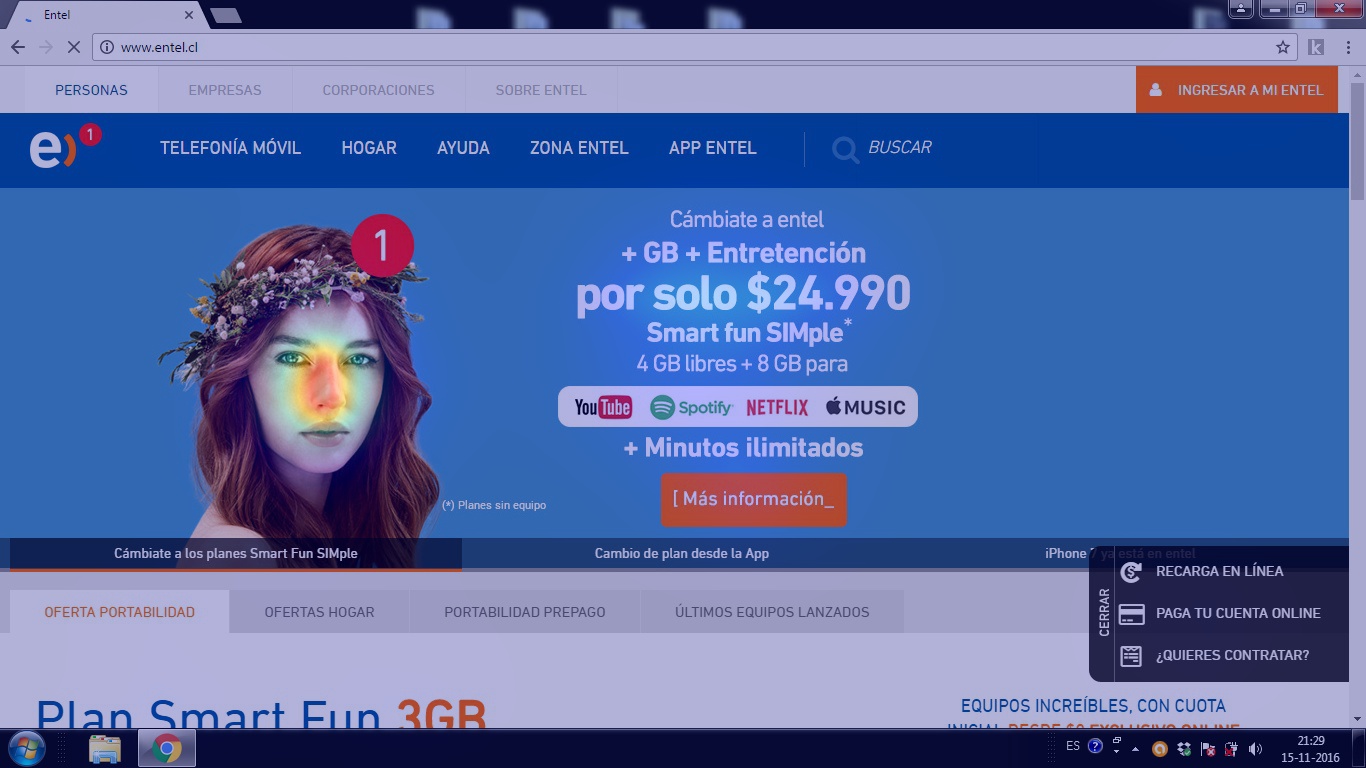 Entel
www.entel.cl
PERSONAS
EMPRESAS
CORPORACIONES
SOBRE ENTEL
INGRESAR A MI ENTEL
e) 1
TELEFONÍA MÓVIL
HOGAR
AYUDA
ZONA ENTEL
APP ENTEL
BUSCAR
1
Cámbiate a entel
+ GB + Entretención
por solo $24.990
Smart fun SIMple*
4 GB libres + 8 GB para
YouTube
Spotify
NETFLIX
MUSIC
+ Minutos ilimitados
[ Más información_
(*) Planes sin equipo
Cámbiate a los planes Smart Fun SIMple
Cambio de plan desde la App
iPhone 7 ya está en entel
CERRAR
RECARGA EN LÍNEA
PAGA TU CUENTA ONLINE
¿QUIERES CONTRATAR?
OFERTA PORTABILIDAD
OFERTAS HOGAR
PORTABILIDAD PREPAGO
ÚLTIMOS EQUIPOS LANZADOS
Plan Smart Fun 3GB
EQUIPOS INCREÍBLES, CON CUOTA
INICIAL DESDE $0 EXCLUSIVO ONLINE
ES
21:29
15-11-2016